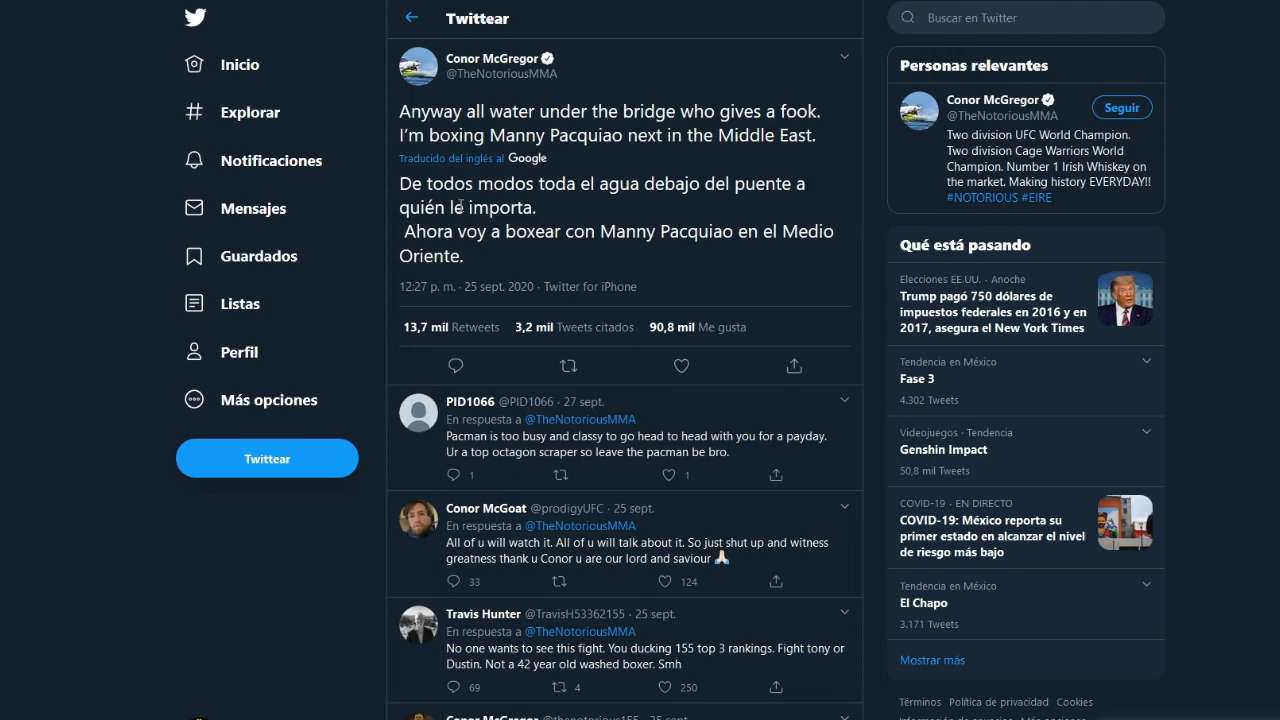 Inicio
Explorar
Notificaciones
Mensajes
Guardados
Listas
Perfil
Más opciones
Twittear
Twittear
Conor McGregor
@TheNotoriousMMA
Anyway all water under the bridge who gives a fook.
I'm boxing Manny Pacquiao next in the Middle East.
Traducido del inglés al Google
De todos modos toda el agua debajo del puente a
quién le importa.
Ahora voy a boxear con Manny Pacquiao en el Medio
Oriente.
12:27 p. m. · 25 sept. 2020 · Twitter for iPhone
13,7 mil Retweets 3,2 mil Tweets citados 90,8 mil Me gusta
PID1066 @PID1066 · 27 sept.
En respuesta a @TheNotoriousMMA
Pacman is too busy and classy to go head to head with you for a payday.
Ur a top octagon scraper so leave the pacman be bro.
1 1
Conor McGoat @prodigyUFC · 25 sept.
En respuesta a @TheNotoriousMMA
All of u will watch it. All of u will talk about it. So just shut up and witness
greatness thank u Conor u are our lord and saviour 🙏🏻
33 124
Travis Hunter @TravisH53362155 · 25 sept.
En respuesta a @TheNotoriousMMA
No one wants to see this fight. You ducking 155 top 3 rankings. Fight tony or
Dustin. Not a 42 year old washed boxer. Smh
69 4 250
Conor McGregor @thenotorious155 · 25 sept.
Buscar en Twitter
Personas relevantes
Conor McGregor
@TheNotoriousMMA
Seguir
Two division UFC World Champion.
Two division Cage Warriors World
Champion. Number 1 Irish Whiskey on
the market. Making history EVERYDAY!!
#NOTORIOUS #EIRE
Qué está pasando
Elecciones EE.UU. · Anoche
Trump pagó 750 dólares de
impuestos federales en 2016 y en
2017, asegura el New York Times
Tendencia en México
Fase 3
4.302 Tweets
Videojuegos · Tendencia
Genshin Impact
50,8 mil Tweets
COVID-19 · EN DIRECTO
COVID-19: México reporta su
primer estado en alcanzar el nivel
de riesgo más bajo
Tendencia en México
El Chapo
3.171 Tweets
Mostrar más
Términos Política de privacidad Cookies